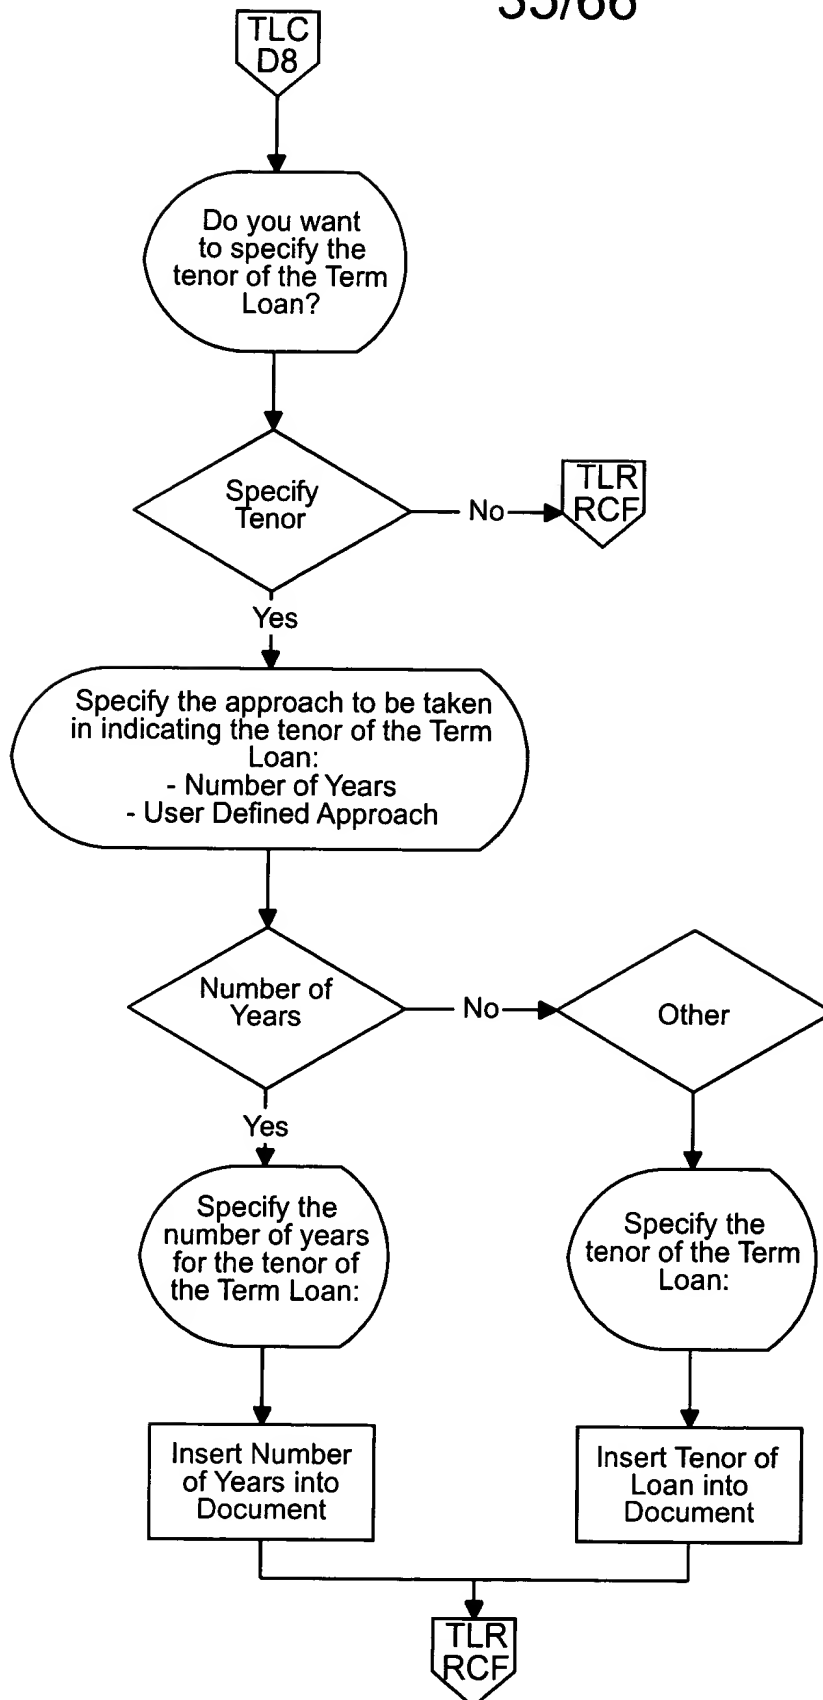 35/68
TLC
D8
Do you want
to specify the
tenor of the Term
Loan?
Specify
Tenor
No
TLR
RCF
Yes
Specify the approach to be taken
in indicating the tenor of the Term
Loan:
- Number of Years
- User Defined Approach
Number of
Years
No
Other
Yes
Specify the
number of years
for the tenor of
the Term Loan:
Specify the
tenor of the Term
Loan:
Insert Number
of Years into
Document
Insert Tenor of
Loan into
Document
TLR
RCF